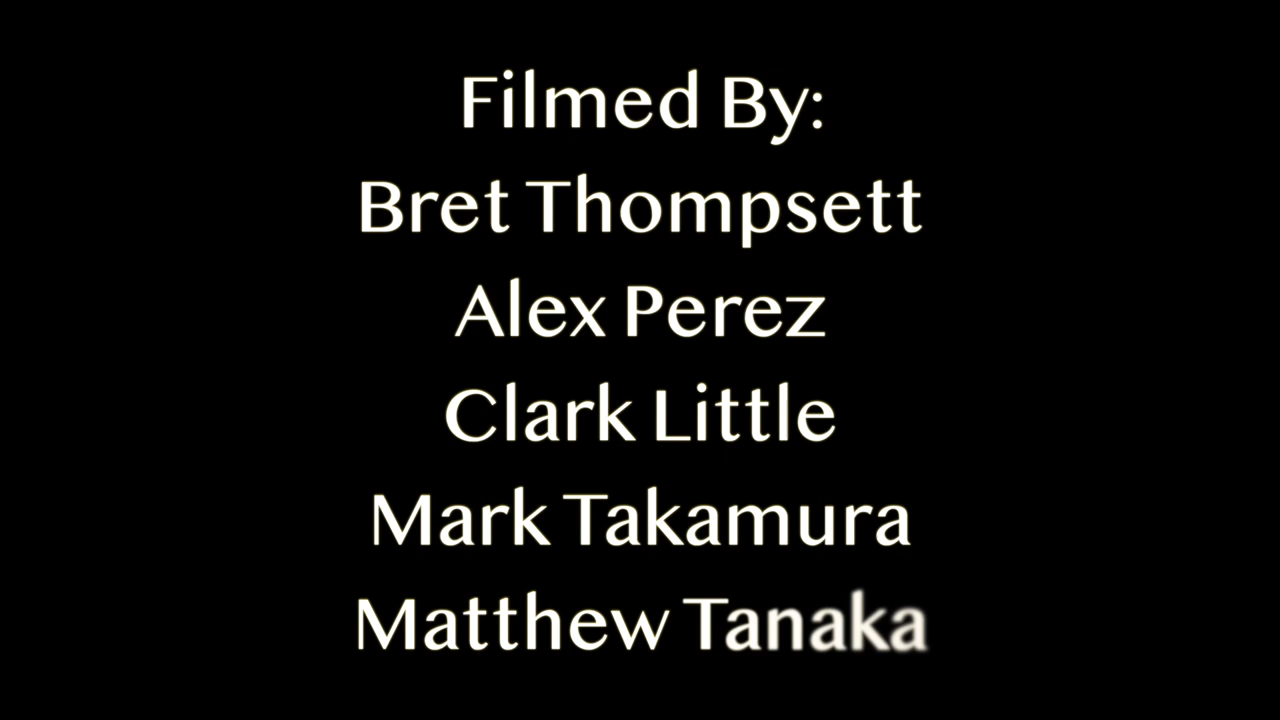 Filmed By:
Bret Thompsett
Alex Perez
Clark Little
Mark Takamura
Matthew Tanaka